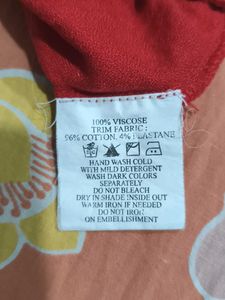 100% VISCOSE
TRIM FABRIC :
96% COTTON, 4% ELASTANE
HAND WASH COLD
WITH MILD DETERGENT
WASH DARK COLORS
SEPARATELY
DO NOT BLEACH
DRY IN SHADE INSIDE OUT
WARM IRON IF NEEDED
DO NOT IRON
ON EMBELLISHMENT